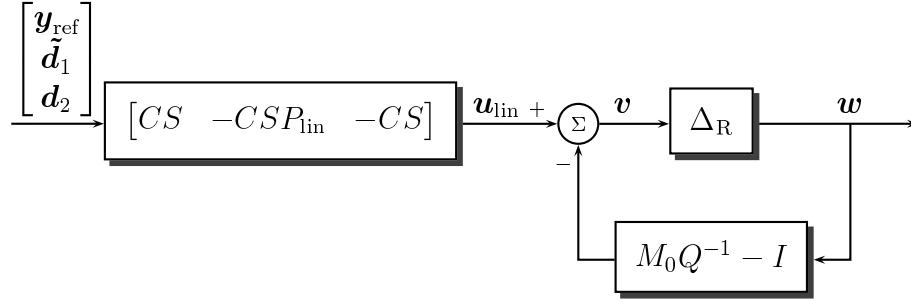 y_ref
d̃_1
d_2
[CS −CSP_lin −CS]
u_lin +
Σ
v
Δ_R
w
−
M_0Q^{−1} − I